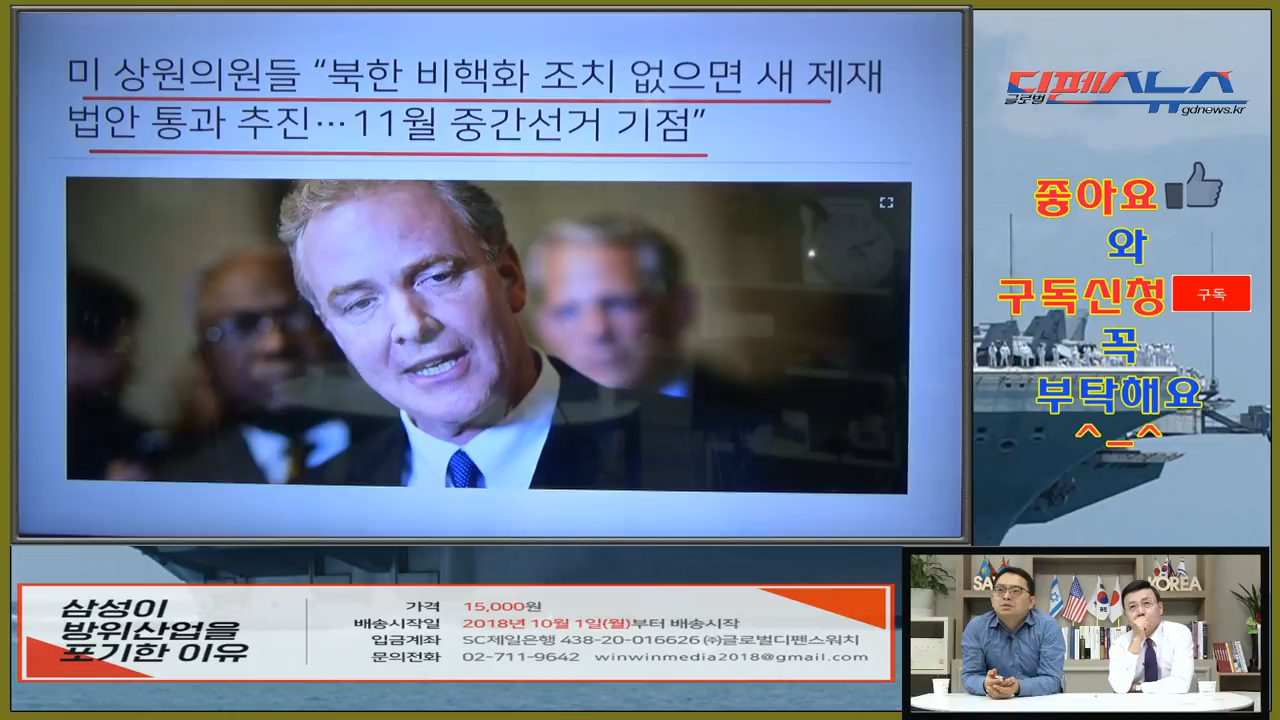 미 상원의원들 “북한 비핵화 조치 없으면 새 제재
법안 통과 추진…11월 중간선거 기점”
디펜스뉴스
글로벌
gdnews.kr
좋아요
와
구독신청
구독
꼭
부탁해요
^_^
삼성이
방위산업을
포기한 이유
가격 15,000원
배송시작일 2018년 10월 1일(월)부터 배송시작
입금계좌 SC제일은행 438-20-016626 ㈜글로벌디펜스워치
문의전화 02-711-9642 winwinmedia2018@gmail.com
KOREA